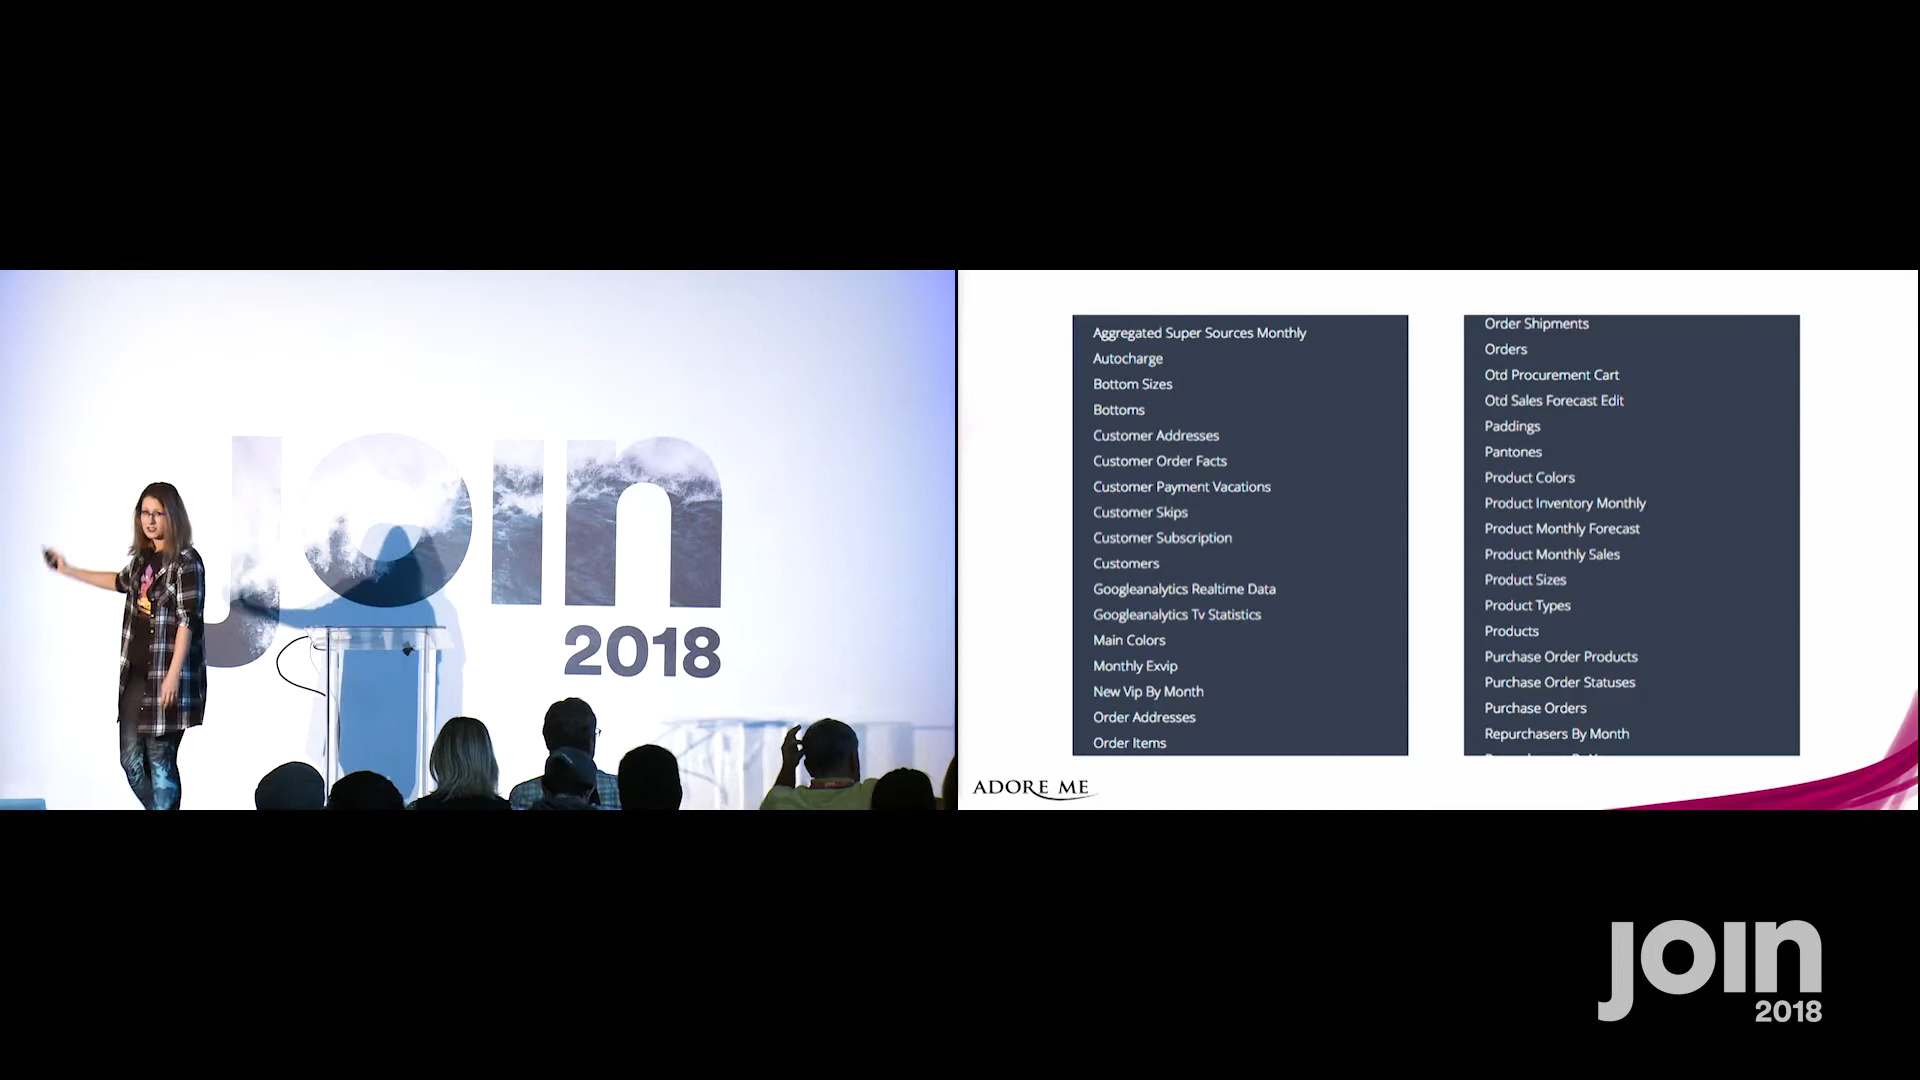 join
2018
Aggregated Super Sources Monthly
Autocharge
Bottom Sizes
Bottoms
Customer Addresses
Customer Order Facts
Customer Payment Vacations
Customer Skips
Customer Subscription
Customers
Googleanalytics Realtime Data
Googleanalytics Tv Statistics
Main Colors
Monthly Exvip
New Vip By Month
Order Addresses
Order Items
Order Shipments
Orders
Otd Procurement Cart
Otd Sales Forecast Edit
Paddings
Pantones
Product Colors
Product Inventory Monthly
Product Monthly Forecast
Product Monthly Sales
Product Sizes
Product Types
Products
Purchase Order Products
Purchase Order Statuses
Purchase Orders
Repurchasers By Month
ADORE ME
join
2018